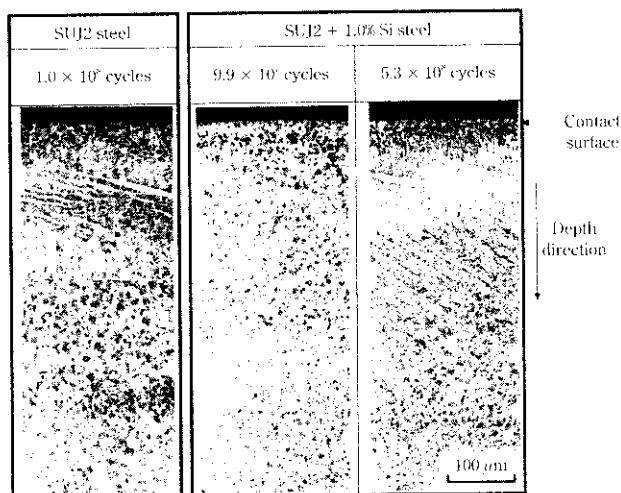 SUJ2 steel
SUJ2 + 1.0% Si steel
1.0 × 10⁸ cycles
9.9 × 10⁷ cycles
5.3 × 10⁸ cycles
Contact
surface
Depth
direction
100 μm